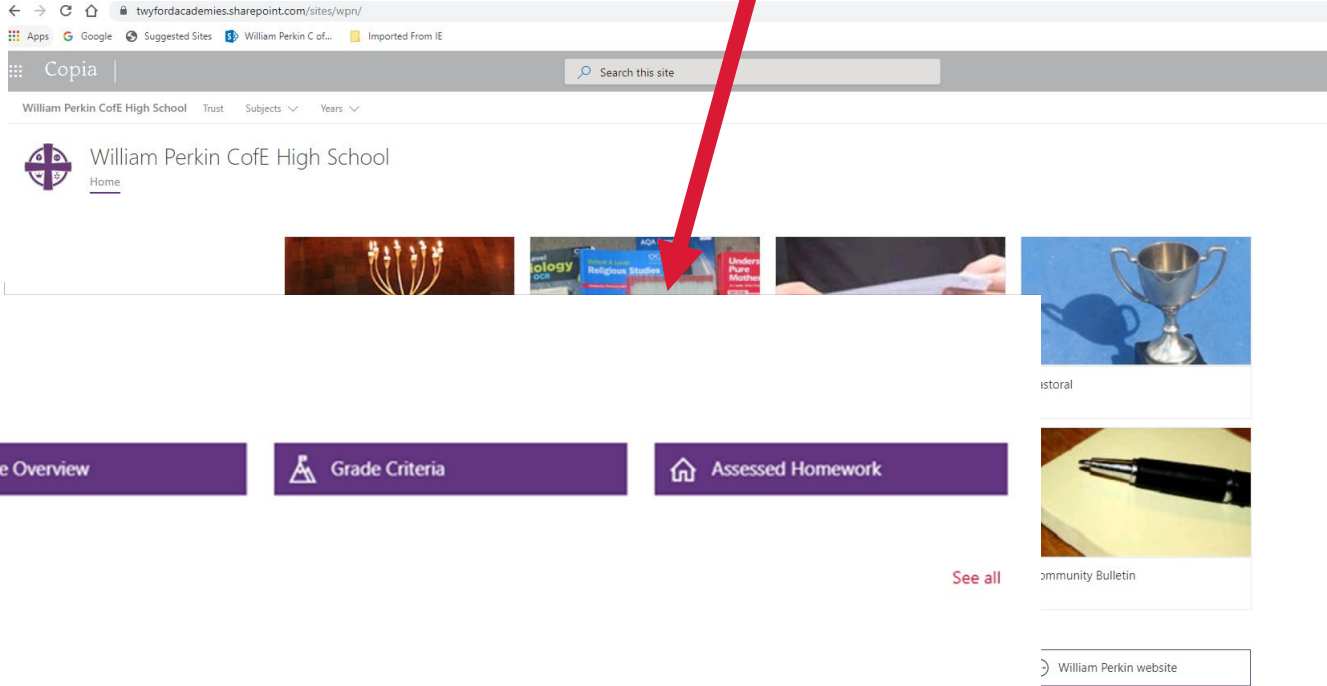 twyfordacademies.sharepoint.com/sites/wpn/
Apps Google Suggested Sites William Perkin C of... Imported From IE
Copia Search this site
William Perkin CofE High School Trust Subjects Years
William Perkin CofE High School
Home
AQA
Religious Studies
OCR
Pure
astoral
e Overview Grade Criteria Assessed Homework
See all
ommunity Bulletin
William Perkin website